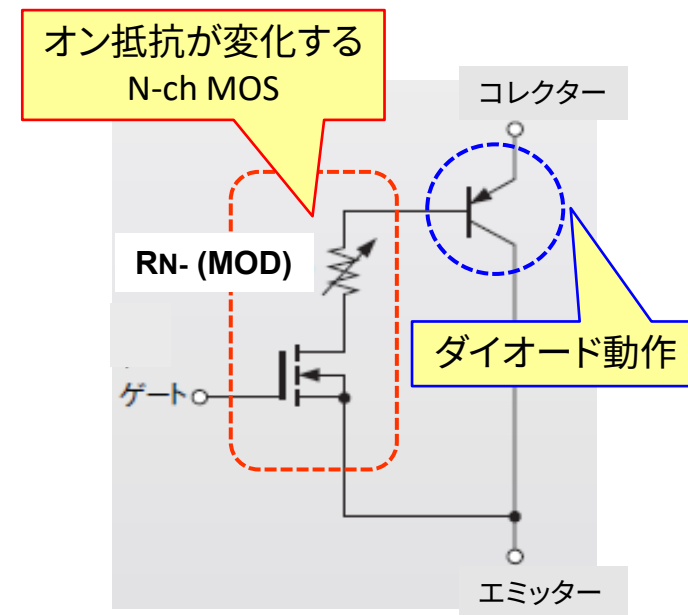 オン抵抗が変化する
N-ch MOS
コレクター
RN- (MOD)
ダイオード動作
ゲート
エミッター